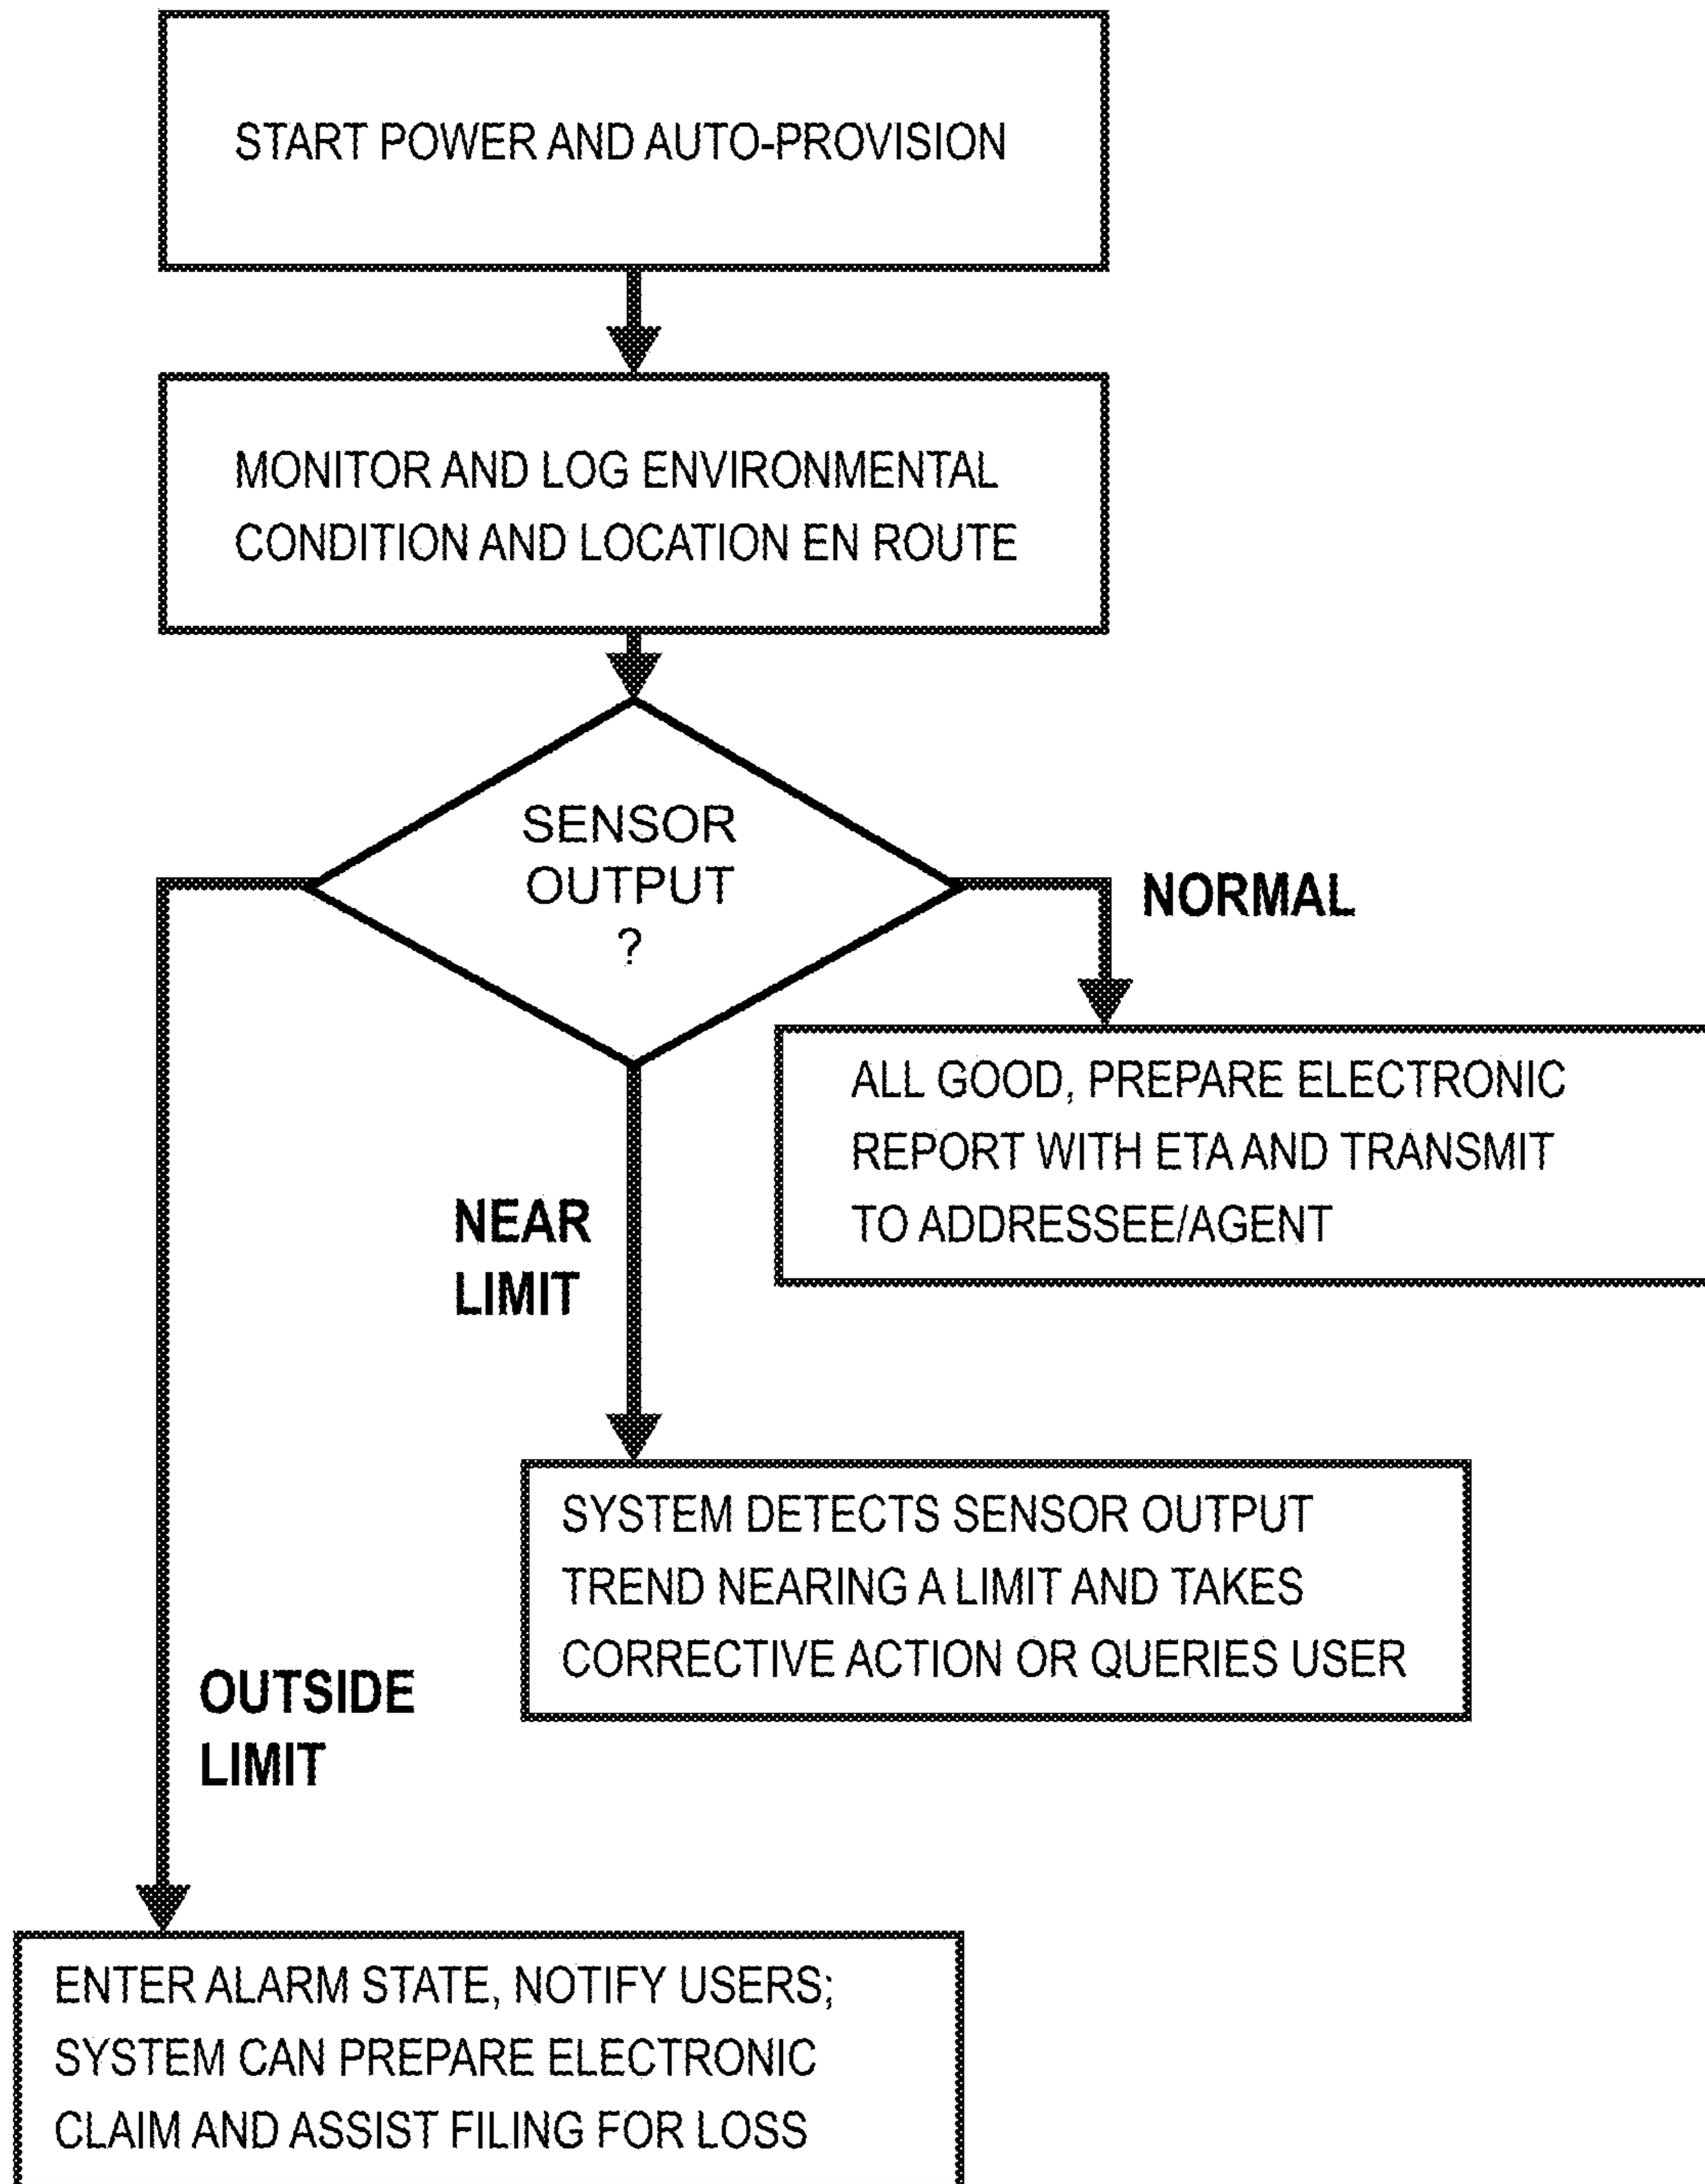 START POWER AND AUTO-PROVISION
MONITOR AND LOG ENVIRONMENTAL
CONDITION AND LOCATION EN ROUTE
SENSOR
OUTPUT
?
NORMAL
ALL GOOD, PREPARE ELECTRONIC
REPORT WITH ETA AND TRANSMIT
TO ADDRESSEE/AGENT
NEAR
LIMIT
SYSTEM DETECTS SENSOR OUTPUT
TREND NEARING A LIMIT AND TAKES
CORRECTIVE ACTION OR QUERIES USER
OUTSIDE
LIMIT
ENTER ALARM STATE, NOTIFY USERS;
SYSTEM CAN PREPARE ELECTRONIC
CLAIM AND ASSIST FILING FOR LOSS